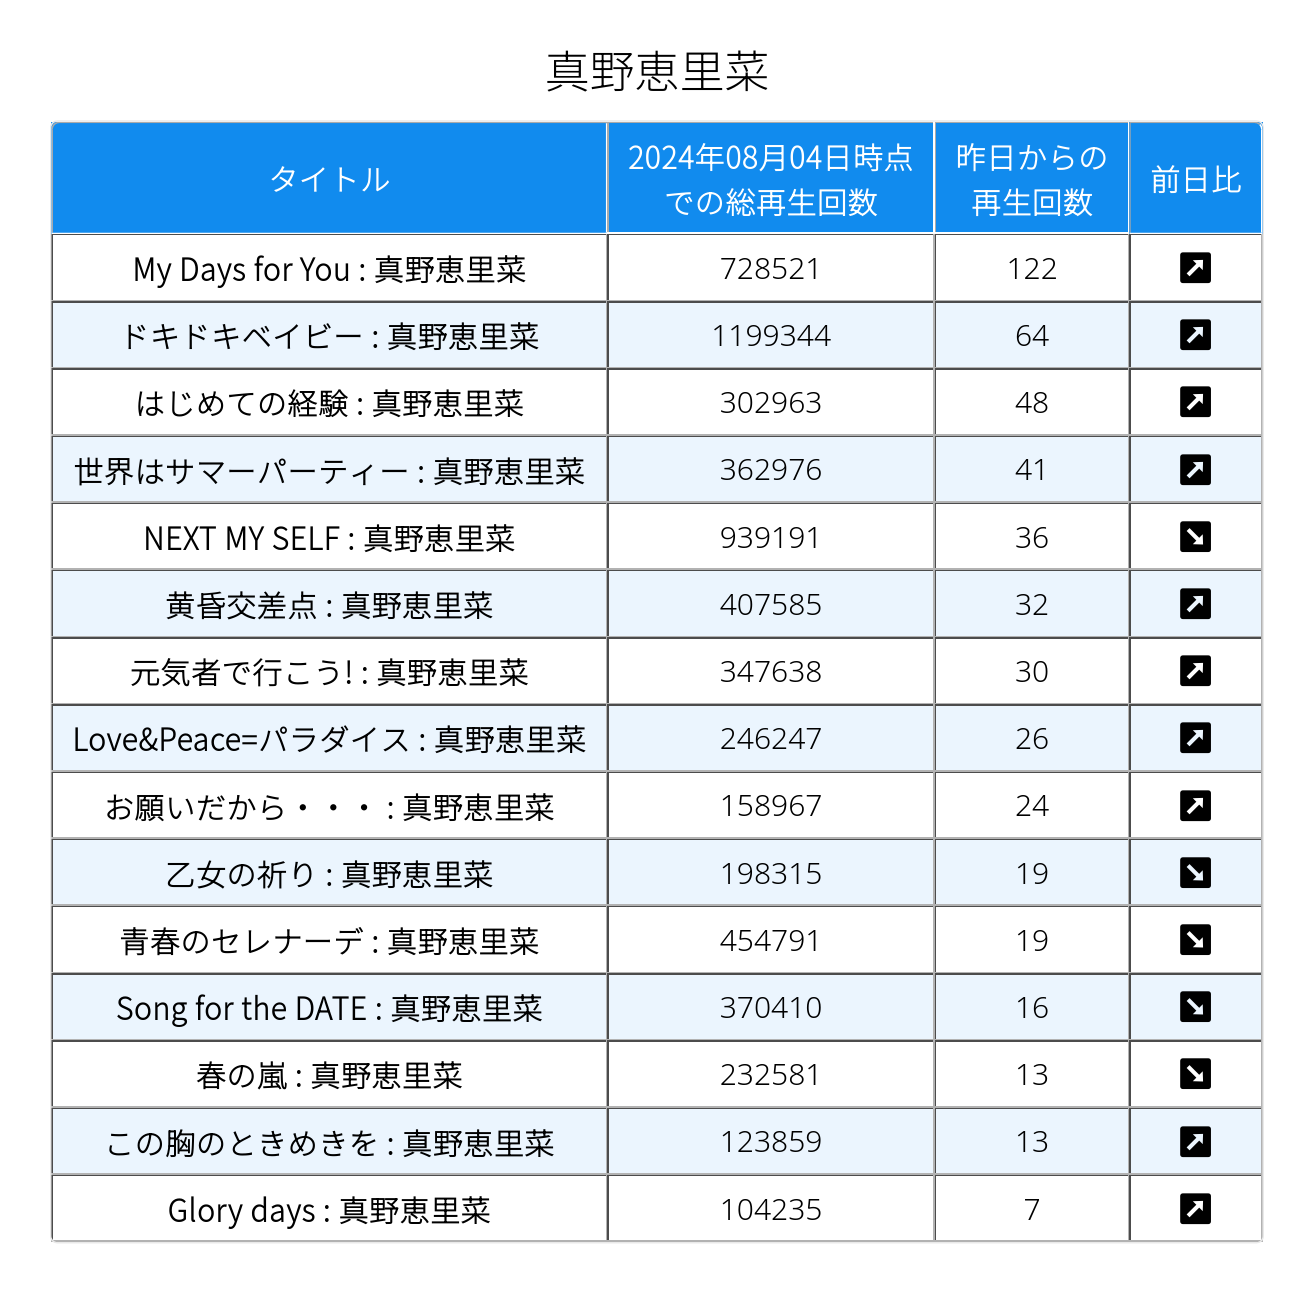 真野恵里菜
タイトル 2024年08月04日時点での総再生回数 昨日からの再生回数 前日比
My Days for You : 真野恵里菜 728521 122 ↗
ドキドキベイビー : 真野恵里菜 1199344 64 ↗
はじめての経験 : 真野恵里菜 302963 48 ↗
世界はサマーパーティー : 真野恵里菜 362976 41 ↗
NEXT MY SELF : 真野恵里菜 939191 36 ↘
黄昏交差点 : 真野恵里菜 407585 32 ↗
元気者で行こう! : 真野恵里菜 347638 30 ↗
Love&Peace=パラダイス : 真野恵里菜 246247 26 ↗
お願いだから・・・ : 真野恵里菜 158967 24 ↗
乙女の祈り : 真野恵里菜 198315 19 ↘
青春のセレナーデ : 真野恵里菜 454791 19 ↘
Song for the DATE : 真野恵里菜 370410 16 ↘
春の嵐 : 真野恵里菜 232581 13 ↘
この胸のときめきを : 真野恵里菜 123859 13 ↗
Glory days : 真野恵里菜 104235 7 ↗